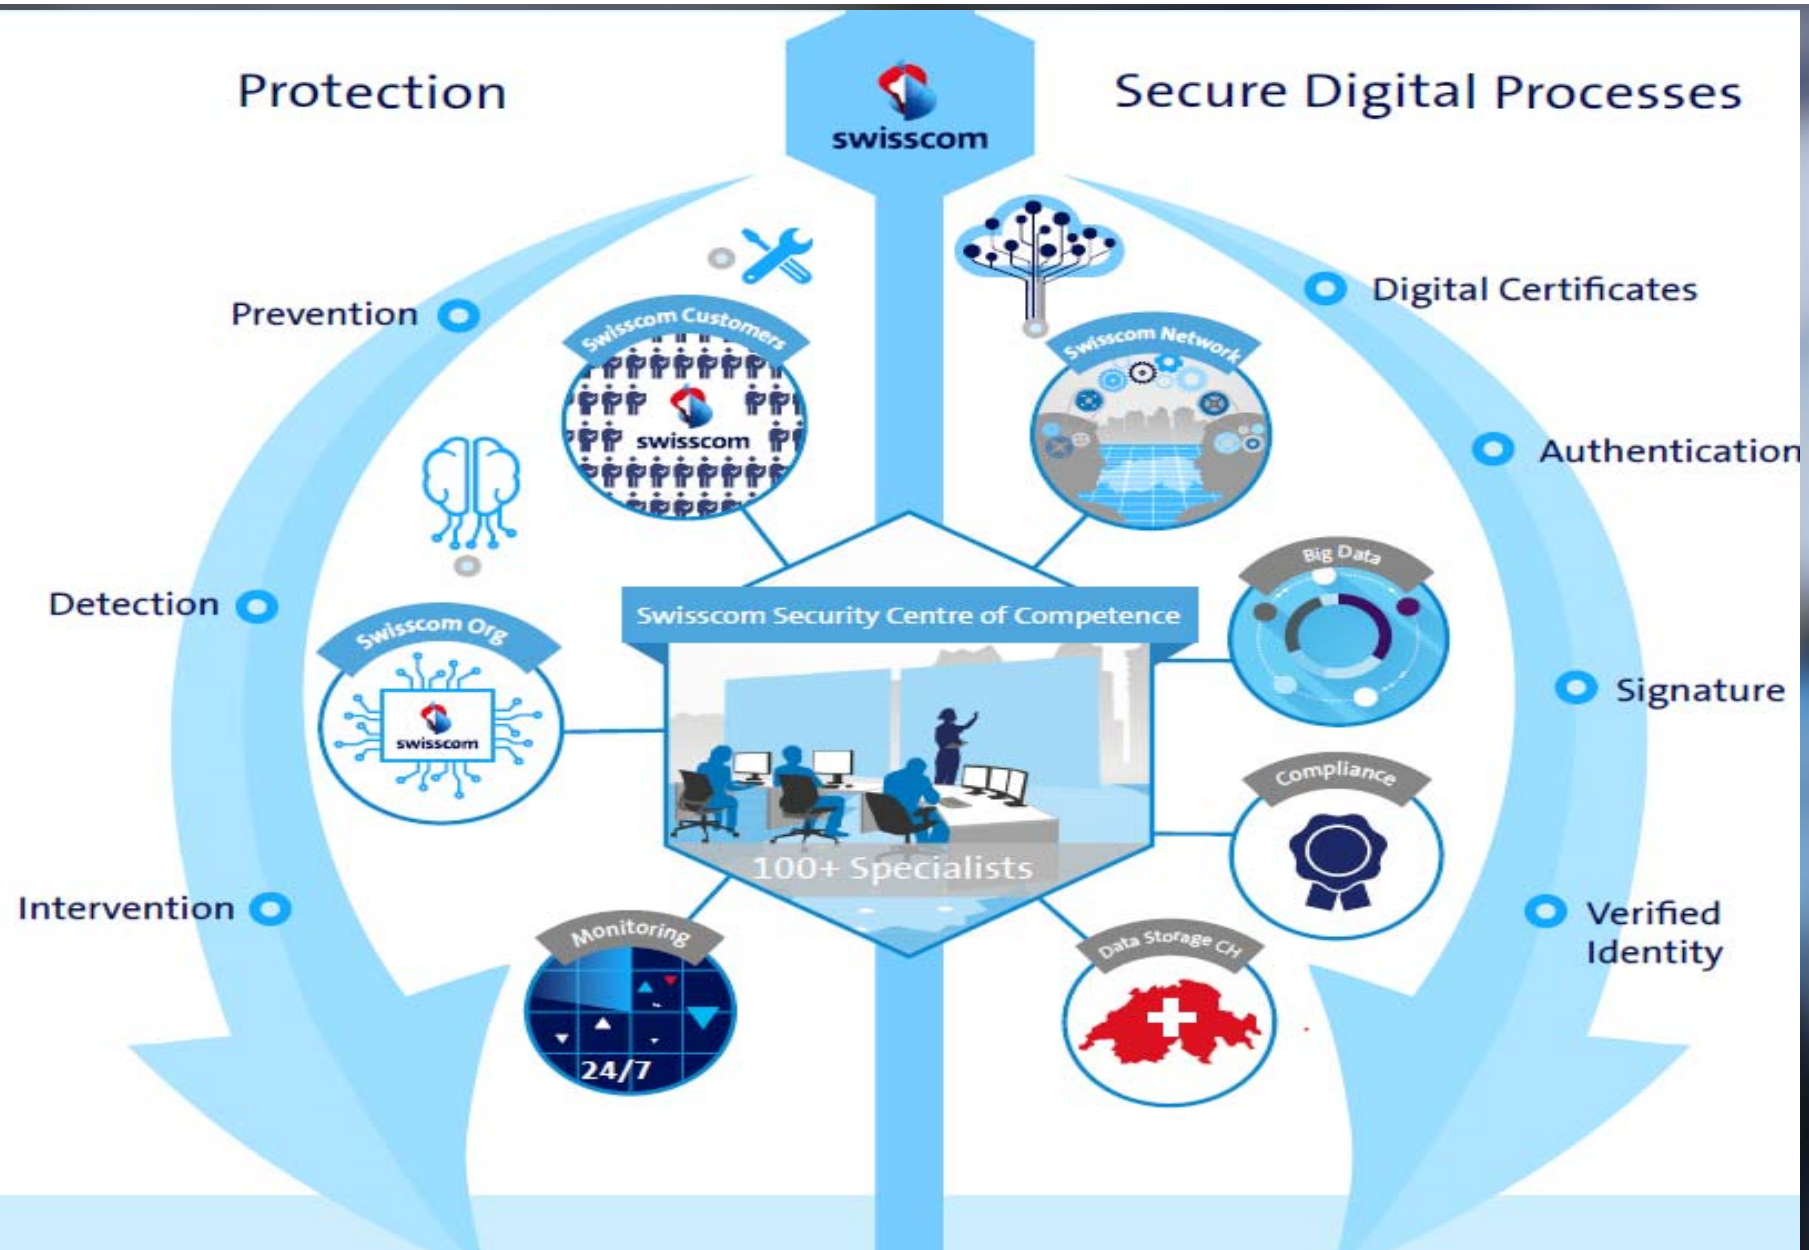 Protection
swisscom
Secure Digital Processes
Prevention
Detection
Intervention
Digital Certificates
Authentication
Signature
Verified
Identity
Swisscom Customers
swisscom
Swisscom Network
Swisscom Org
swisscom
Big Data
Swisscom Security Centre of Competence
100+ Specialists
Compliance
Monitoring
24/7
Data Storage CH